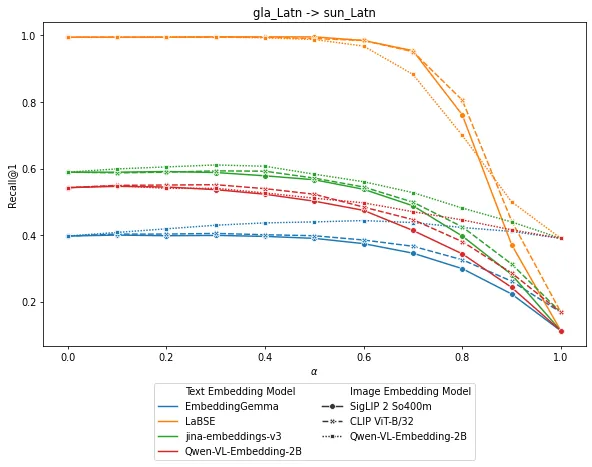 gla_Latn -> sun_Latn
Recall@1
1.0
0.8
0.6
0.4
0.2
0.0 0.2 0.4 0.6 0.8 1.0
α
Text Embedding Model Image Embedding Model
EmbeddingGemma SigLIP 2 So400m
LaBSE CLIP ViT-B/32
jina-embeddings-v3 Qwen-VL-Embedding-2B
Qwen-VL-Embedding-2B